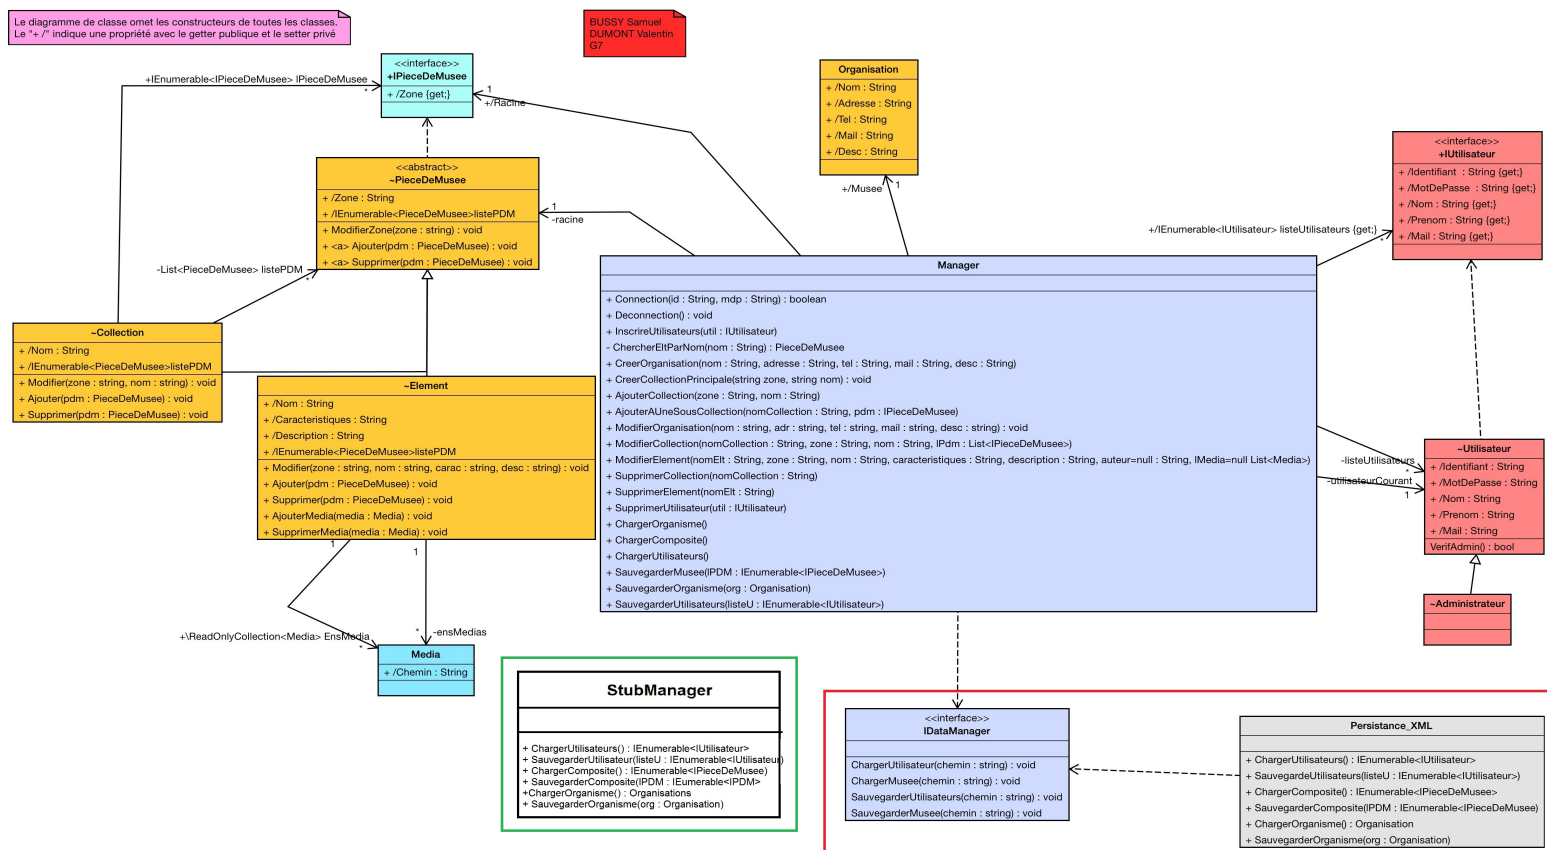 Le diagramme de classe omet les constructeurs de toutes les classes.
Le "+ /" indique une propriété avec le getter publique et le setter privé
BUSSY Samuel
DUMONT Valentin
G7
<<interface>>
+IPieceDeMusee
+ /Zone {get;}
+IEnumerable<IPieceDeMusee> lPieceDeMusee
*
1
+/Racine
Organisation
+ /Nom : String
+ /Adresse : String
+ /Tel : String
+ /Mail : String
+ /Desc : String
+/Musee
1
<<interface>>
+IUtilisateur
+ /Identifiant : String {get;}
+ /MotDePasse : String {get;}
+ /Nom : String {get;}
+ /Prenom : String {get;}
+ /Mail : String {get;}
+/IEnumerable<IUtilisateur> listeUtilisateurs {get;}
*
<<abstract>>
~PieceDeMusee
+ /Zone : String
+ /IEnumerable<PieceDeMusee>listePDM
+ ModifierZone(zone : string) : void
+ <a> Ajouter(pdm : PieceDeMusee) : void
+ <a> Supprimer(pdm : PieceDeMusee) : void
1
-racine
-List<PieceDeMusee> listePDM
*
~Collection
+ /Nom : String
+ /IEnumerable<PieceDeMusee>listePDM
+ Modifier(zone : string, nom : string) : void
+ Ajouter(pdm : PieceDeMusee) : void
+ Supprimer(pdm : PieceDeMusee) : void
~Element
+ /Nom : String
+ /Caracteristiques : String
+ /Description : String
+ /IEnumerable<PieceDeMusee>listePDM
+ Modifier(zone : string, nom : string, carac : string, desc : string) : void
+ Ajouter(pdm : PieceDeMusee) : void
+ Supprimer(pdm : PieceDeMusee) : void
+ AjouterMedia(media : Media) : void
+ SupprimerMedia(media : Media) : void
Manager
+ Connection(id : String, mdp : String) : boolean
+ Deconnection() : void
+ InscrireUtilisateurs(util : IUtilisateur)
- ChercherEltParNom(nom : String) : PieceDeMusee
+ CreerOrganisation(nom : String, adresse : String, tel : String, mail : String, desc : String)
+ CreerCollectionPrincipale(string zone, string nom) : void
+ AjouterCollection(zone : String, nom : String)
+ AjouterAUneSousCollection(nomCollection : String, pdm : IPieceDeMusee)
+ ModifierOrganisation(nom : string, adr : string, tel : string, mail : string, desc : string) : void
+ ModifierCollection(nomCollection : String, zone : String, nom : String, lPdm : List<IPieceDeMusee>)
+ ModifierElement(nomElt : String, zone : String, nom : String, caracteristiques : String, description : String, auteur=null : String, lMedia=null List<Media>)
+ SupprimerCollection(nomCollection : String)
+ SupprimerElement(nomElt : String)
+ SupprimerUtilisateur(util : IUtilisateur)
+ ChargerOrganisme()
+ ChargerComposite()
+ ChargerUtilisateurs()
+ SauvegarderMusee(lPDM : IEnumerable<IPieceDeMusee>)
+ SauvegarderOrganisme(org : Organisation)
+ SauvegarderUtilisateurs(listeU : IEnumerable<IUtilisateur>)
-listeUtilisateurs
*
-utilisateurCourant
1
~Utilisateur
+ /Identifiant : String
+ /MotDePasse : String
+ /Nom : String
+ /Prenom : String
+ /Mail : String
VerifAdmin() : bool
~Administrateur
1
1
+\ReadOnlyCollection<Media> EnsMedia
*
*
-ensMedias
Media
+ /Chemin : String
StubManager
+ ChargerUtilisateurs() : IEnumerable<IUtilisateur>
+ SauvegarderUtilisateur(listeU : IEnumerable<IUtilisateur)
+ ChargerComposite() : IEnumerable<IPieceDeMusee)
+ SauvegarderComposite(lPDM : IEumerable<IPDM>
+ChargerOrganisme() : Organisations
+ SauvegarderOrganisme(org : Organisation)
<<interface>>
IDataManager
ChargerUtilisateur(chemin : string) : void
ChargerMusee(chemin : string) : void
SauvegarderUtilisateurs(chemin : string) : void
SauvegarderMusee(chemin : string) : void
Persistance_XML
+ ChargerUtilisateurs() : IEnumerable<IUtilisateur>
+ SauvegardeUtilisateurs(listeU : IEnumerable<IUtilisateur>)
+ ChargerComposite() : IEnumerable<IPieceDeMusee>
+ SauvegarderComposite(lPDM : IEnumerable<IPieceDeMusee)
+ ChargerOrganisme() : Organisation
+ SauvegarderOrganisme(org : Organisation)